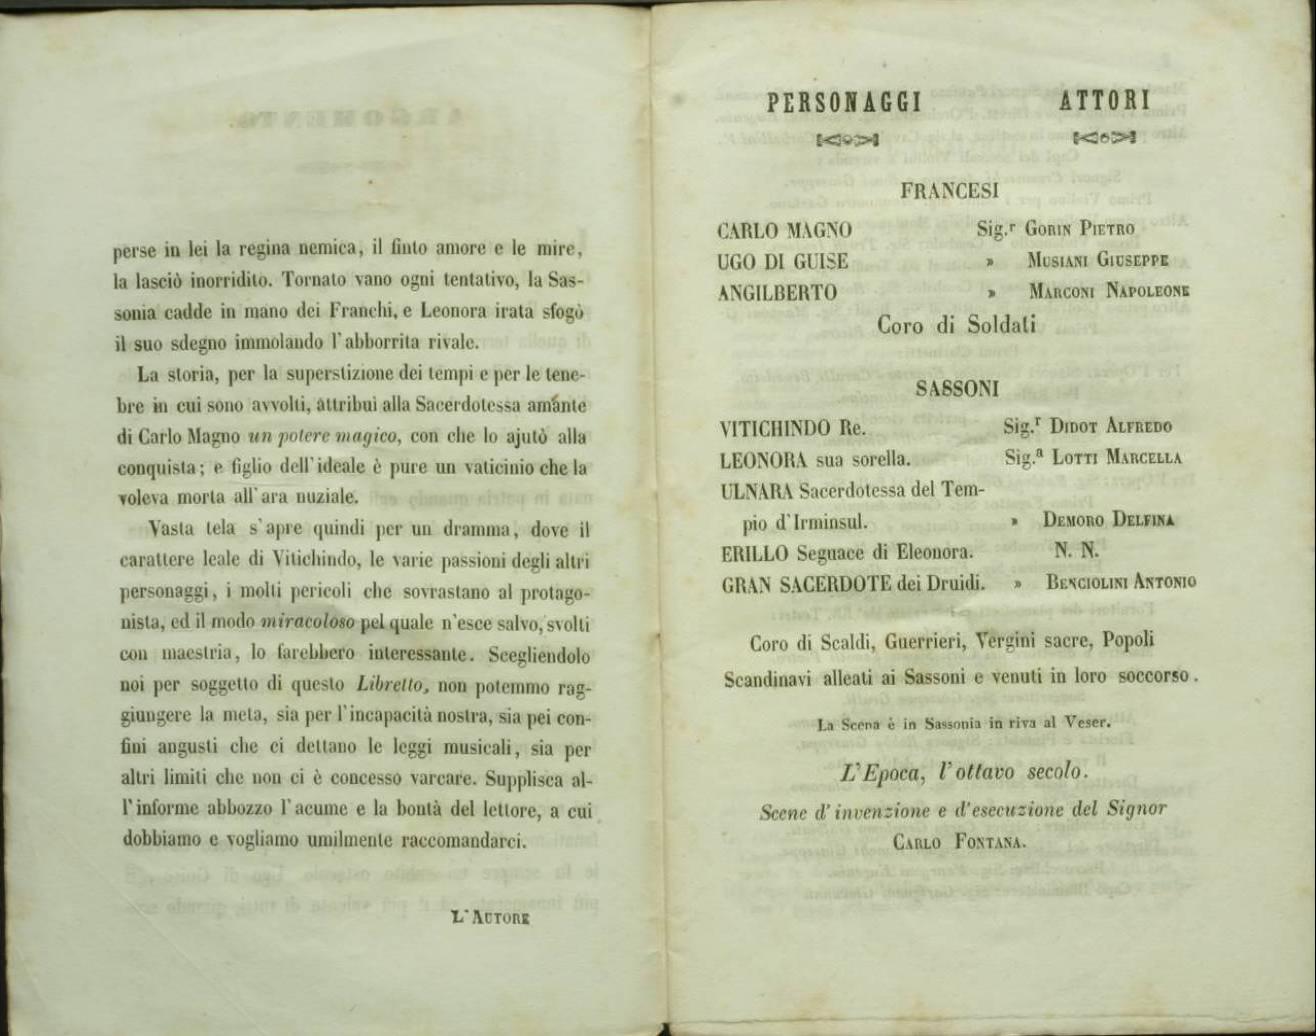 perse in lei la regina nemica, il finto amore e le mire,
la lasciò inorridito. Tornato vano ogni tentativo, la Sas-
sonia cadde in mano dei Franchi, e Leonora irata sfogò
il suo sdegno immolando l'abborrita rivale.
La storia, per la superstizione dei tempi e per le tene-
bre in cui sono avvolti, attribuì alla Sacerdotessa amante
di Carlo Magno un potere magico, con che lo ajutò alla
conquista; e figlio dell'ideale è pure un vaticinio che la
voleva morta all'ara nuziale.
Vasta tela s'apre quindi per un dramma, dove il
carattere leale di Vitichindo, le varie passioni degli altri
personaggi, i molti pericoli che sovrastano al protago-
nista, ed il modo miracoloso pel quale n'esce salvo, svolti
con maestria, lo farebbero interessante. Scegliendolo
noi per soggetto di questo Libretto, non potemmo rag-
giungere la meta, sia per l'incapacità nostra, sia pei con-
fini angusti che ci dettano le leggi musicali, sia per
altri limiti che non ci è concesso varcare. Supplisca al-
l'informe abbozzo l'acume e la bontà del lettore, a cui
dobbiamo e vogliamo umilmente raccomandarci.
L'AUTORE
PERSONAGGI ATTORI
FRANCESI
CARLO MAGNO Sig.r GORIN PIETRO
UGO DI GUISE » MUSIANI GIUSEPPE
ANGILBERTO » MARCONI NAPOLEONE
Coro di Soldati
SASSONI
VITICHINDO Re. Sig.r DIDOT ALFREDO
LEONORA sua sorella. Sig.a LOTTI MARCELLA
ULNARA Sacerdotessa del Tem-
pio d'Irminsul. » DEMORO DELFINA
ERILLO Seguace di Eleonora. N. N.
GRAN SACERDOTE dei Druidi. » BENCIOLINI ANTONIO
Coro di Scaldi, Guerrieri, Vergini sacre, Popoli
Scandinavi alleati ai Sassoni e venuti in loro soccorso.
La Scena è in Sassonia in riva al Veser.
L'Epoca, l'ottavo secolo.
Scene d'invenzione e d'esecuzione del Signor
CARLO FONTANA.